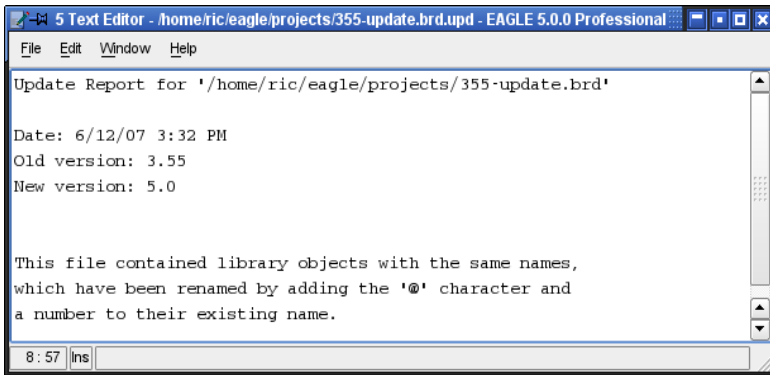 5 Text Editor - /home/ric/eagle/projects/355-update.brd.upd - EAGLE 5.0.0 Professional
File Edit Window Help
Update Report for '/home/ric/eagle/projects/355-update.brd'
Date: 6/12/07 3:32 PM
Old version: 3.55
New version: 5.0
This file contained library objects with the same names,
which have been renamed by adding the '@' character and
a number to their existing name.
8:57 Ins